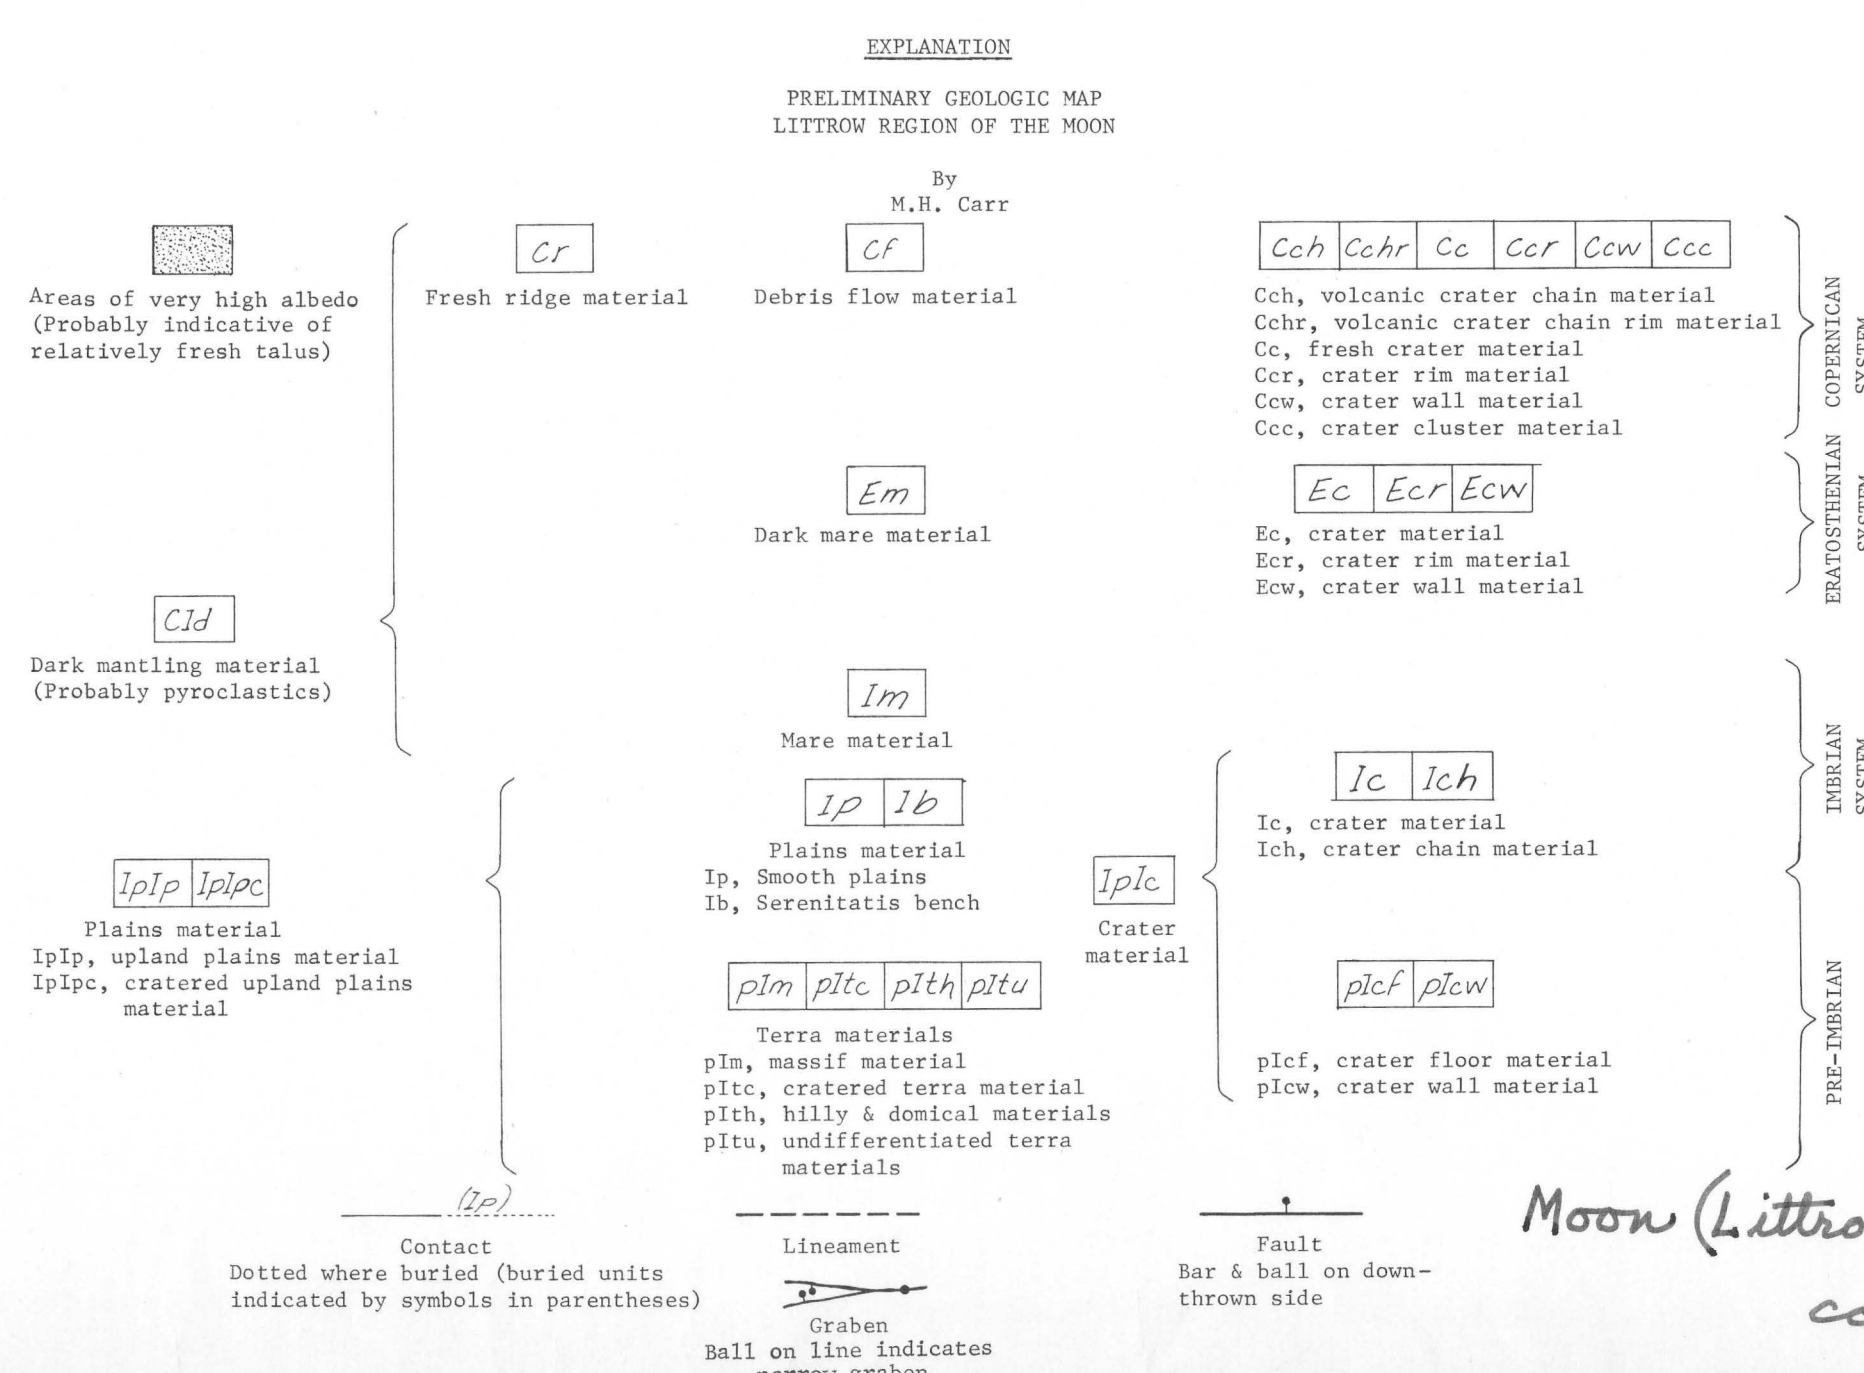 EXPLANATION
PRELIMINARY GEOLOGIC MAP
LITTROW REGION OF THE MOON
By
M.H. Carr
Areas of very high albedo
(Probably indicative of
relatively fresh talus)
Cr
Fresh ridge material
Cf
Debris flow material
Cch Cchr Cc Ccr Ccw Ccc
Cch, volcanic crater chain material
Cchr, volcanic crater chain rim material
Cc, fresh crater material
Ccr, crater rim material
Ccw, crater wall material
Ccc, crater cluster material
COPERNICAN
SYSTEM
Em
Dark mare material
Ec Ecr Ecw
Ec, crater material
Ecr, crater rim material
Ecw, crater wall material
ERATOSTHENIAN
SYSTEM
CId
Dark mantling material
(Probably pyroclastics)
Im
Mare material
Ip Ib
Plains material
Ip, Smooth plains
Ib, Serenitatis bench
Ic Ich
Ic, crater material
Ich, crater chain material
IMBRIAN
SYSTEM
IpIp IpIpc
Plains material
IpIp, upland plains material
IpIpc, cratered upland plains
material
IpIc
Crater
material
pIm pItc pIth pItu
Terra materials
pIm, massif material
pItc, cratered terra material
pIth, hilly & domical materials
pItu, undifferentiated terra
materials
pIcf pIcw
pIcf, crater floor material
pIcw, crater wall material
PRE-IMBRIAN
(Ip)
Contact
Dotted where buried (buried units
indicated by symbols in parentheses)
Lineament
Graben
Ball on line indicates
narrow graben
Fault
Bar & ball on down-
thrown side
Moon (Littro